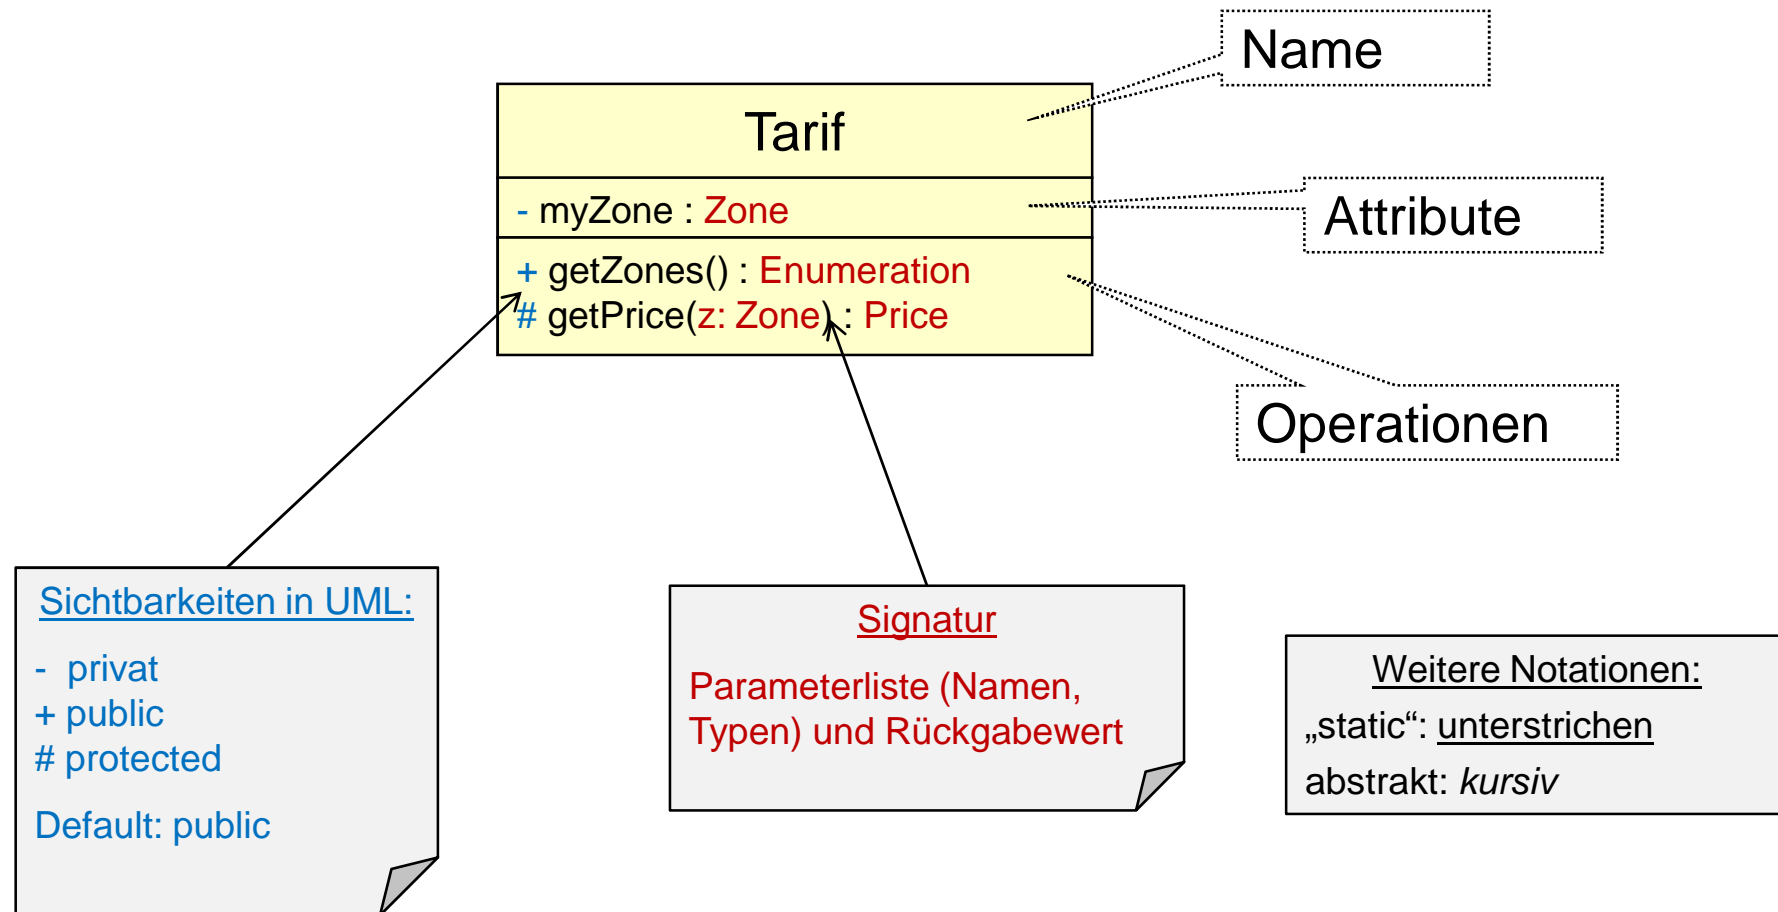 Name
Tarif
- myZone : Zone
Attribute
+ getZones() : Enumeration
# getPrice(z: Zone) : Price
Operationen
Sichtbarkeiten in UML:
- privat
+ public
# protected
Default: public
Signatur
Parameterliste (Namen,
Typen) und Rückgabewert
Weitere Notationen:
„static“: unterstrichen
abstrakt: kursiv